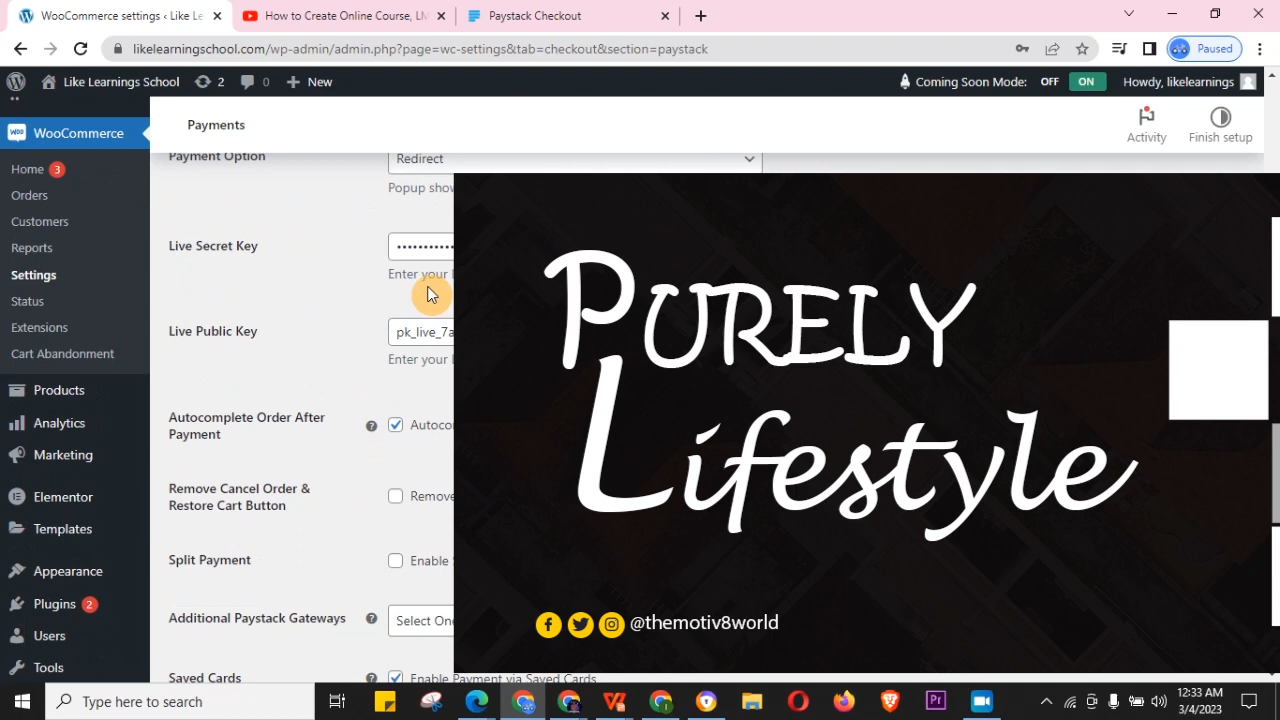 WooCommerce settings ‹ Like Le
How to Create Online Course, LM
Paystack Checkout
likelearningschool.com/wp-admin/admin.php?page=wc-settings&tab=checkout&section=paystack
Paused
Like Learnings School
2
0
New
Coming Soon Mode:
OFF
ON
Howdy, likelearnings
WooCommerce
Home 3
Orders
Customers
Reports
Settings
Status
Extensions
Cart Abandonment
Products
Analytics
Marketing
Elementor
Templates
Appearance
Plugins 2
Users
Tools
Payments
Activity
Finish setup
Payment Option
Redirect
Popup show
Live Secret Key
Enter your
Live Public Key
pk_live_7a
Enter your
Autocomplete Order After
Payment
Autoco
Remove Cancel Order &
Restore Cart Button
Remove
Split Payment
Enable
Additional Paystack Gateways
Select One
Saved Cards
Enable Payment via Saved Cards
PURELY
Lifestyle
@themotiv8world
Type here to search
12:33 AM
3/4/2023